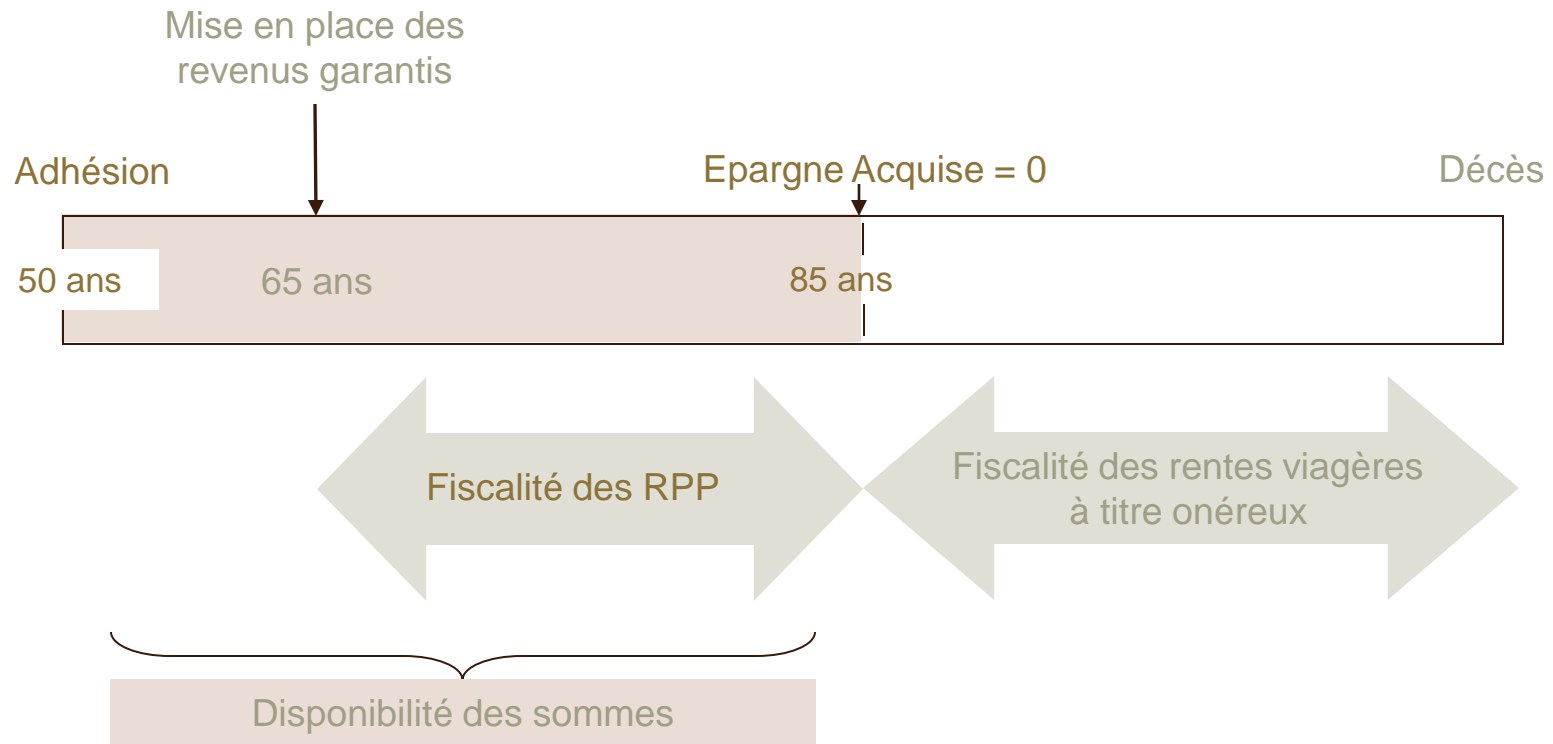 Mise en place des
revenus garantis
Adhésion
Epargne Acquise = 0
Décès
50 ans
65 ans
85 ans
Fiscalité des RPP
Fiscalité des rentes viagères
à titre onéreux
Disponibilité des sommes